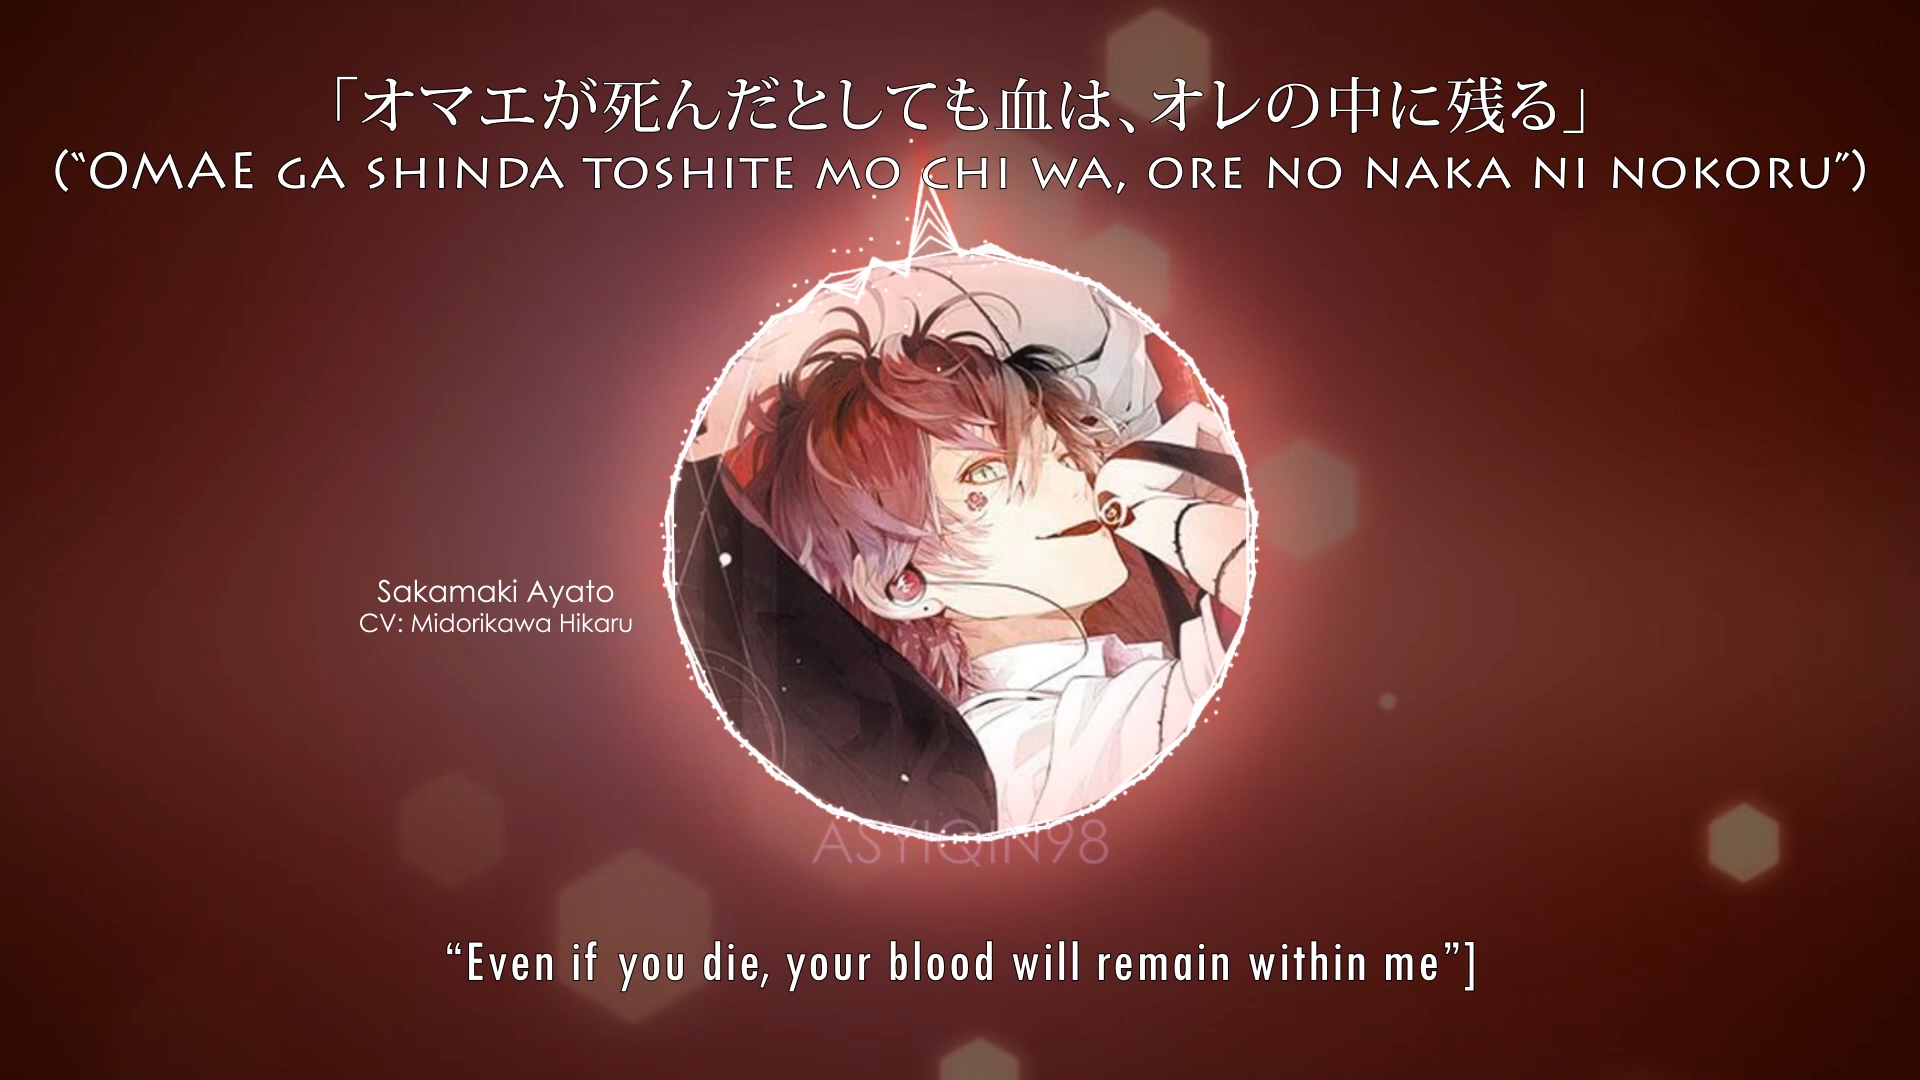 「オマエが死んだとしても血は、オレの中に残る」
(“OMAE GA SHINDA TOSHITE MO CHI WA, ORE NO NAKA NI NOKORU”)
Sakamaki Ayato
CV: Midorikawa Hikaru
ASYIQIN98
“Even if you die, your blood will remain within me”]